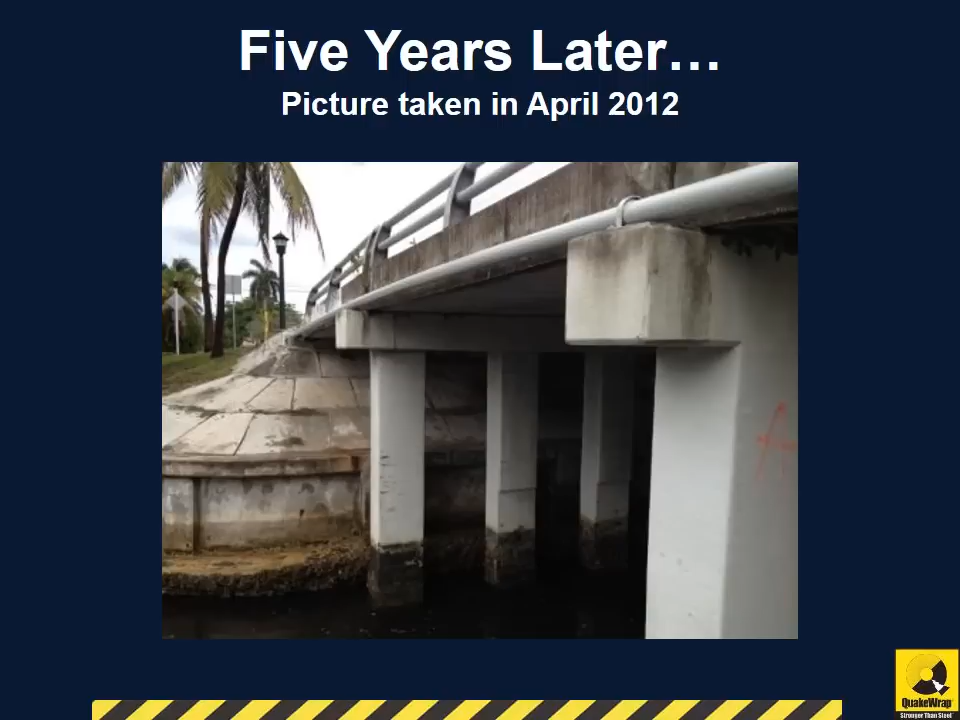 Five Years Later…
Picture taken in April 2012
QuakeWrap
Stronger Than Steel